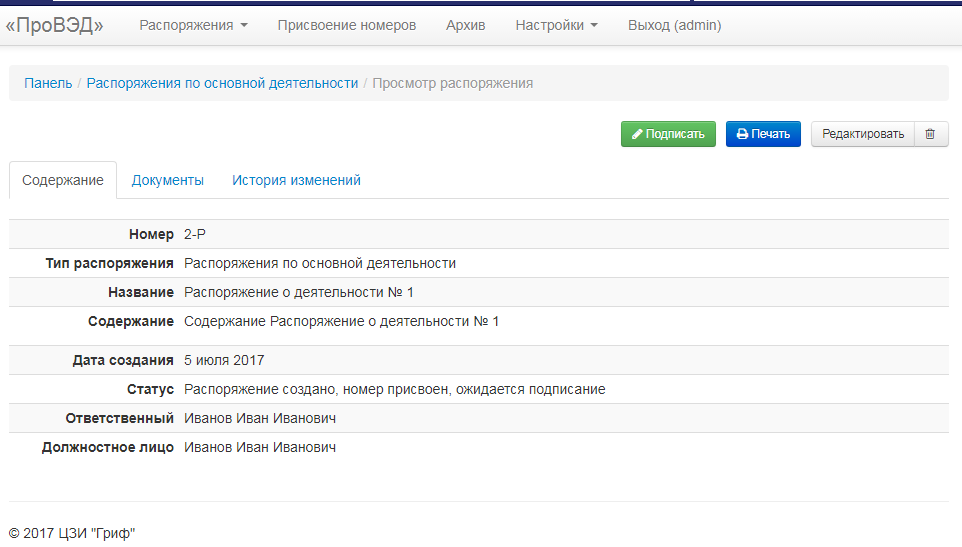 «ПроВЭД» Распоряжения Присвоение номеров Архив Настройки Выход (admin)
Панель / Распоряжения по основной деятельности / Просмотр распоряжения
Подписать Печать Редактировать
Содержание Документы История изменений
Номер 2-Р
Тип распоряжения Распоряжения по основной деятельности
Название Распоряжение о деятельности № 1
Содержание Содержание Распоряжение о деятельности № 1
Дата создания 5 июля 2017
Статус Распоряжение создано, номер присвоен, ожидается подписание
Ответственный Иванов Иван Иванович
Должностное лицо Иванов Иван Иванович
© 2017 ЦЗИ "Гриф"